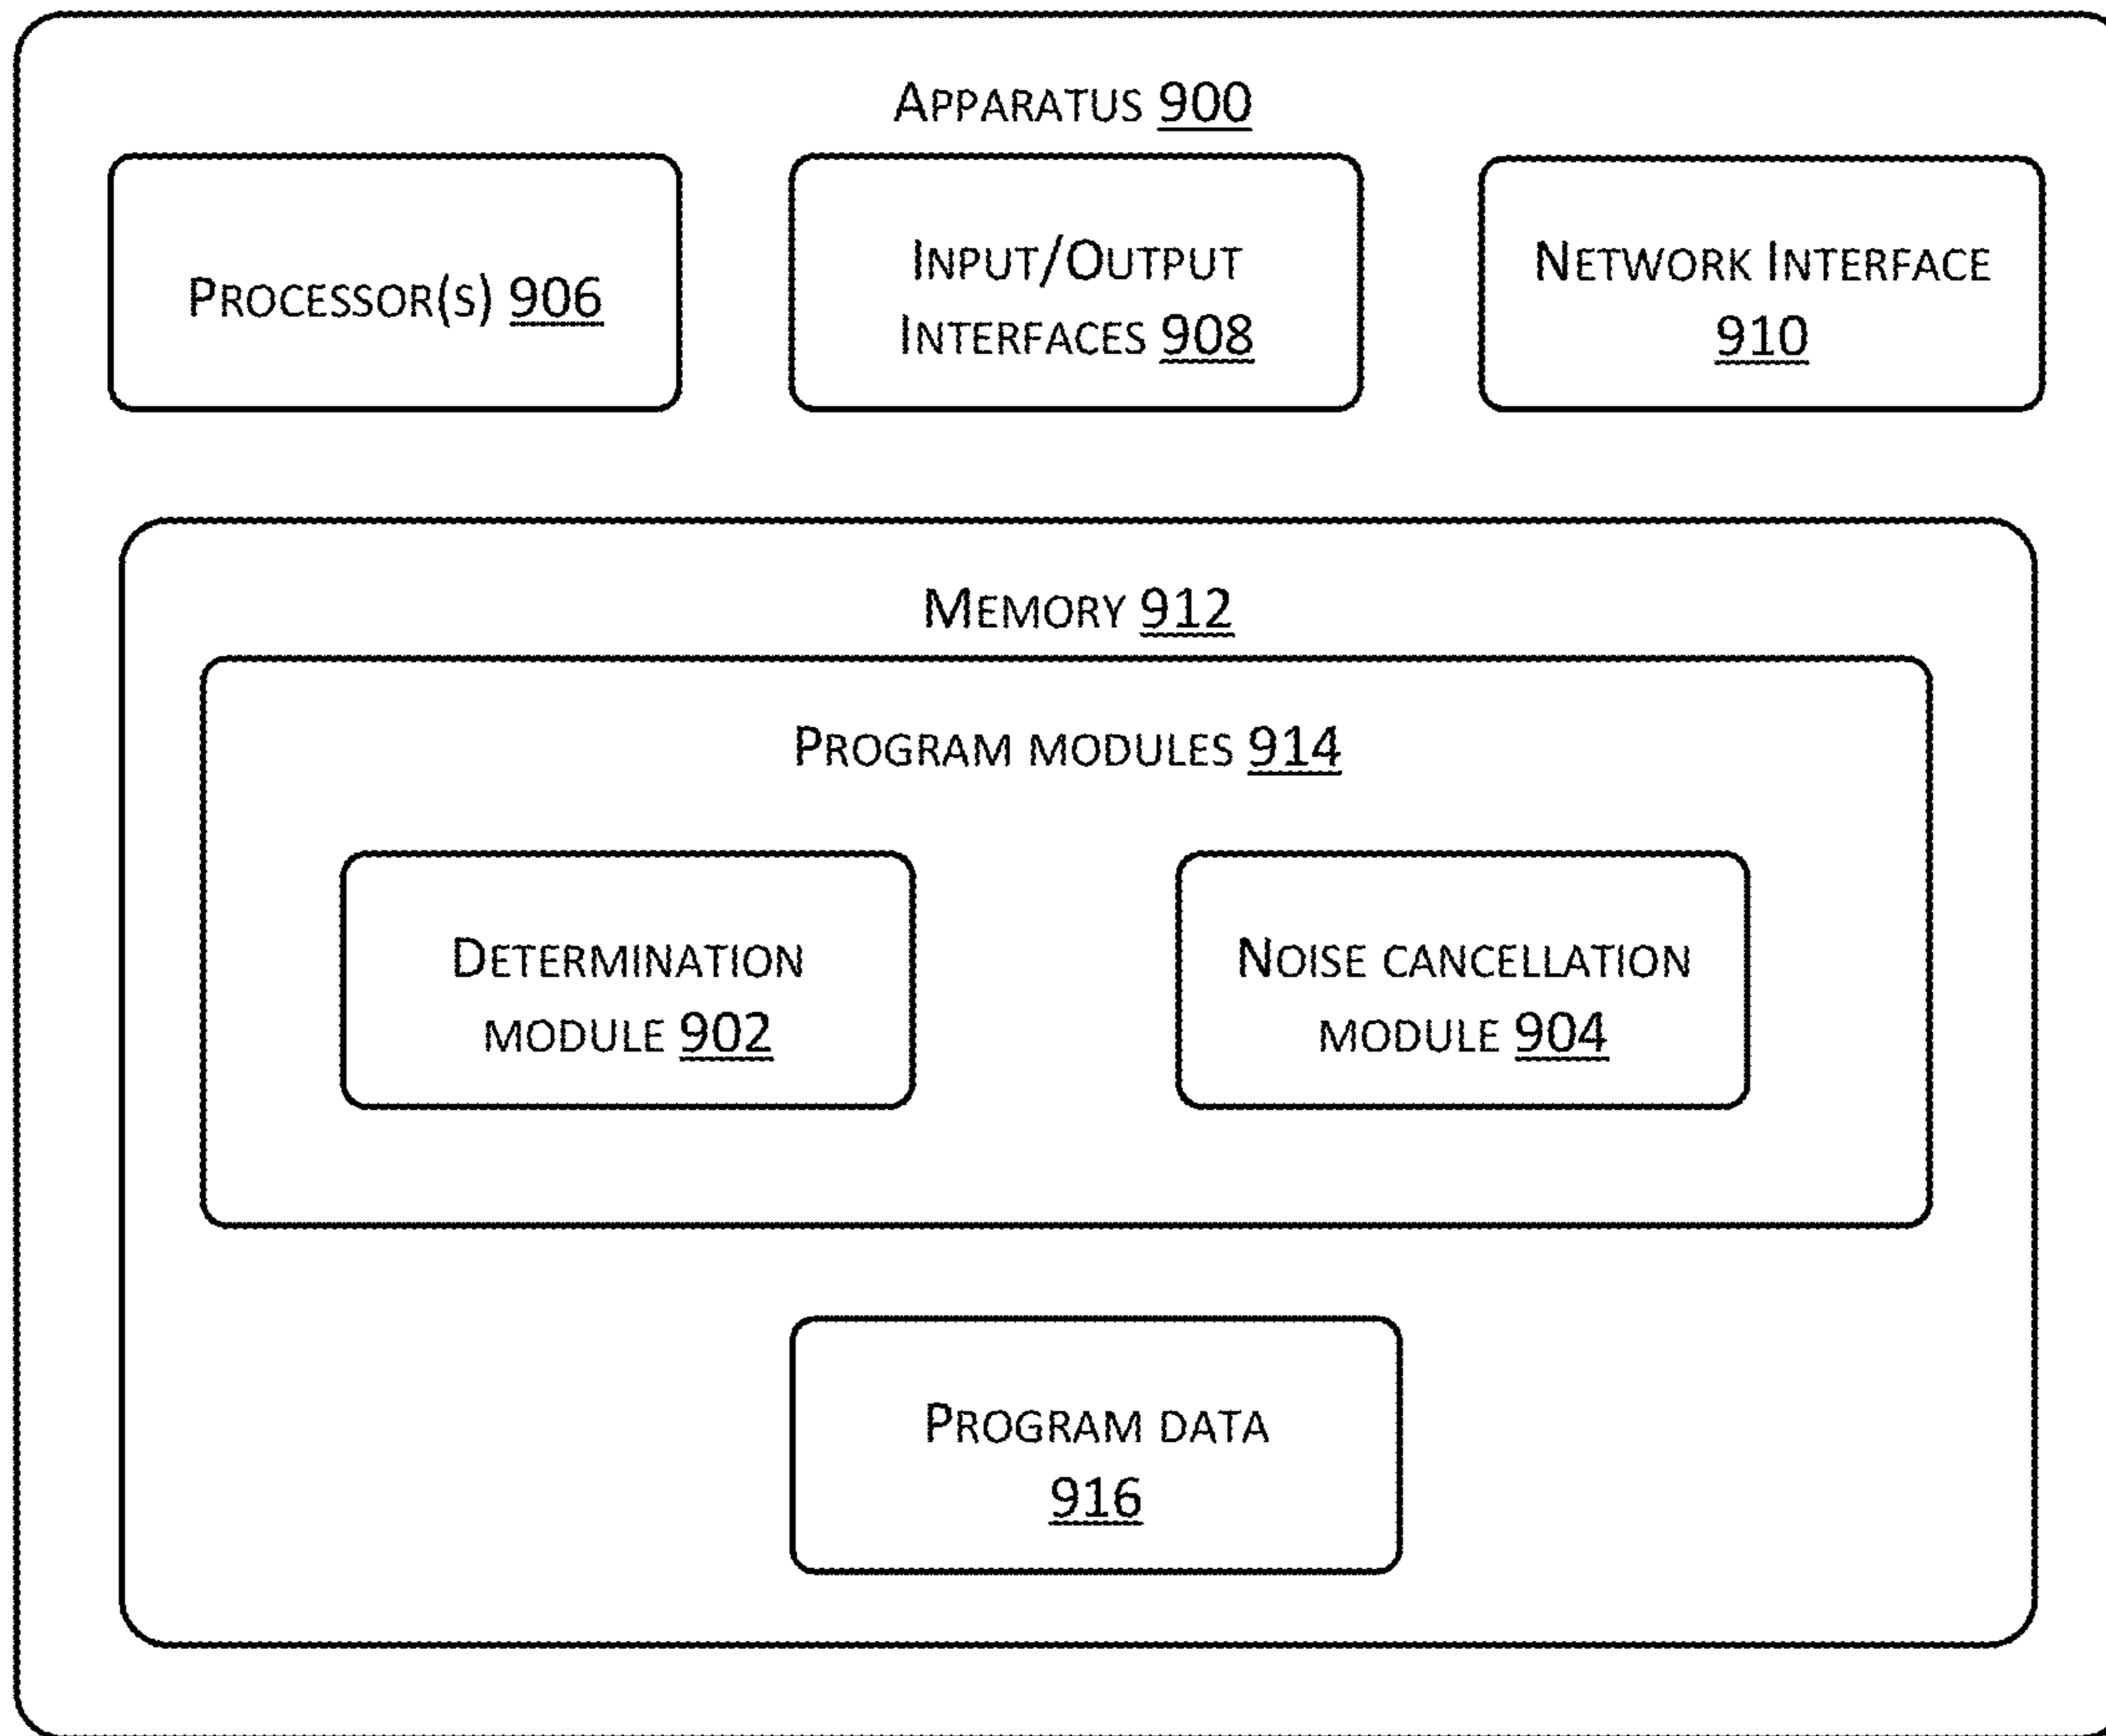 APPARATUS 900
PROCESSOR(S) 906
INPUT/OUTPUT
INTERFACES 908
NETWORK INTERFACE
910
MEMORY 912
PROGRAM MODULES 914
DETERMINATION
MODULE 902
NOISE CANCELLATION
MODULE 904
PROGRAM DATA
916